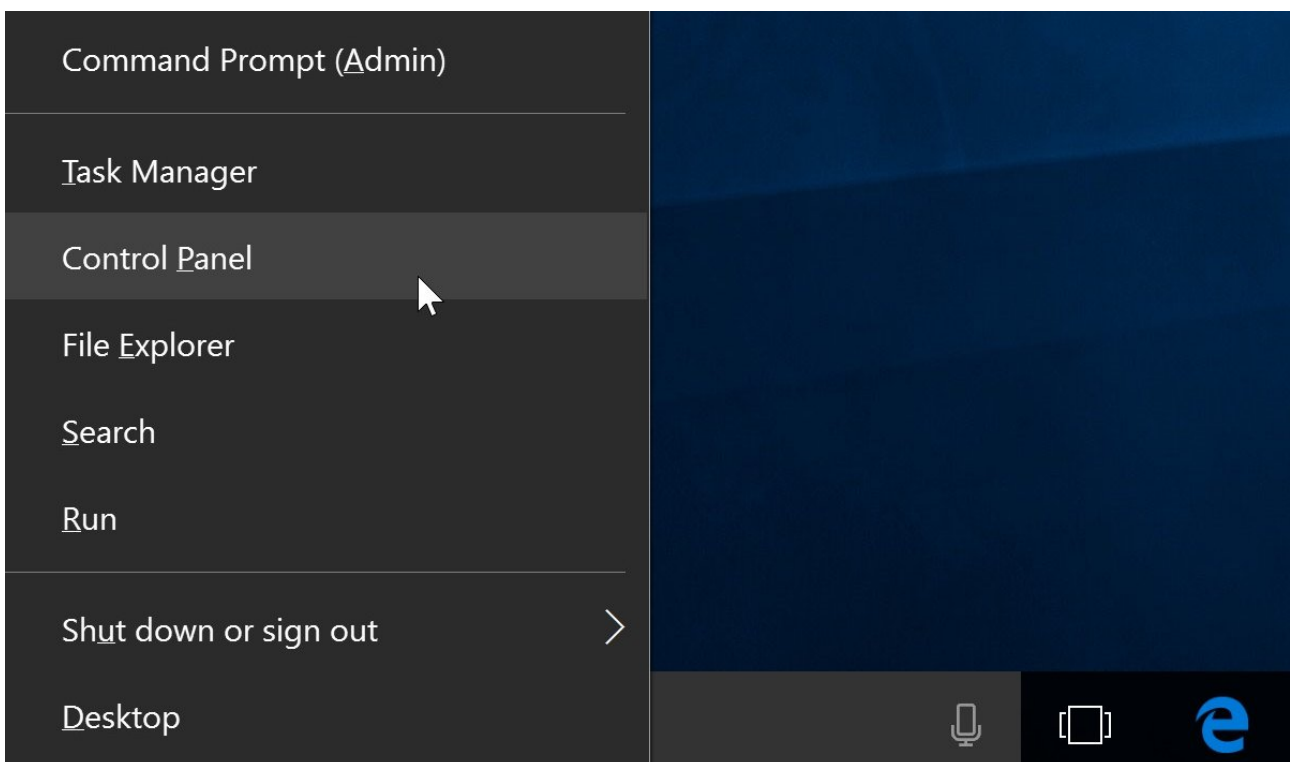 Command Prompt (Admin)
Task Manager
Control Panel
File Explorer
Search
Run
Shut down or sign out
Desktop